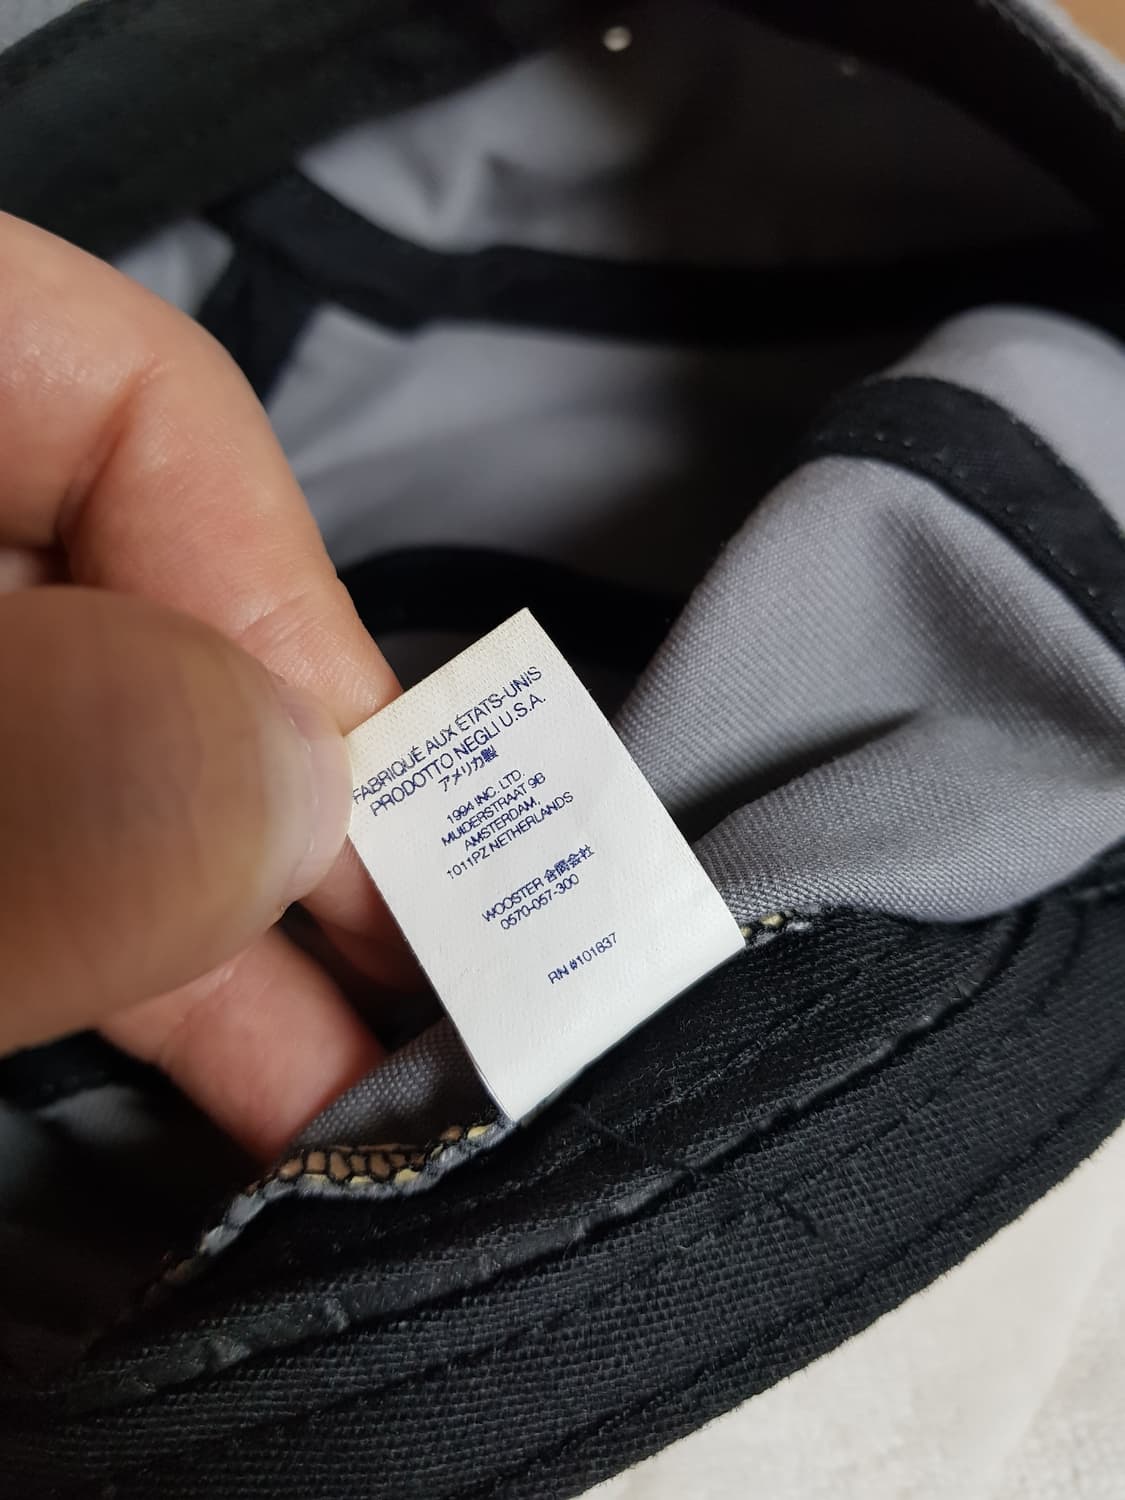 FABRIQUÉ AUX ÉTATS-UNIS
PRODOTTO NEGLI U.S.A.
アメリカ製
1994 INC. LTD.
MUIDERSTRAAT 9B
AMSTERDAM,
1011PZ NETHERLANDS
WOOSTER 合同会社
0570-057-300
RN #101837